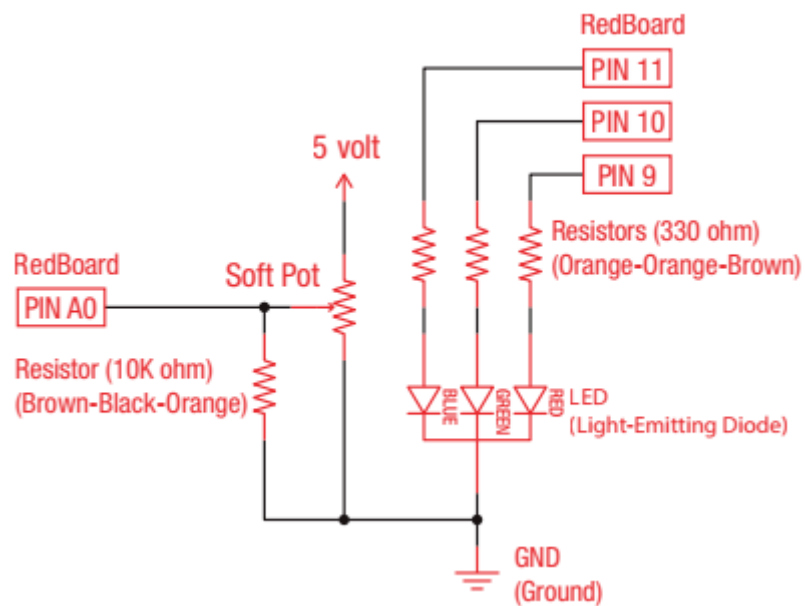 RedBoard
PIN 11
PIN 10
PIN 9
5 volt
Resistors (330 ohm)
(Orange-Orange-Brown)
RedBoard
Soft Pot
PIN A0
Resistor (10K ohm)
(Brown-Black-Orange)
BLUE
GREEN
RED
LED
(Light-Emitting Diode)
GND
(Ground)